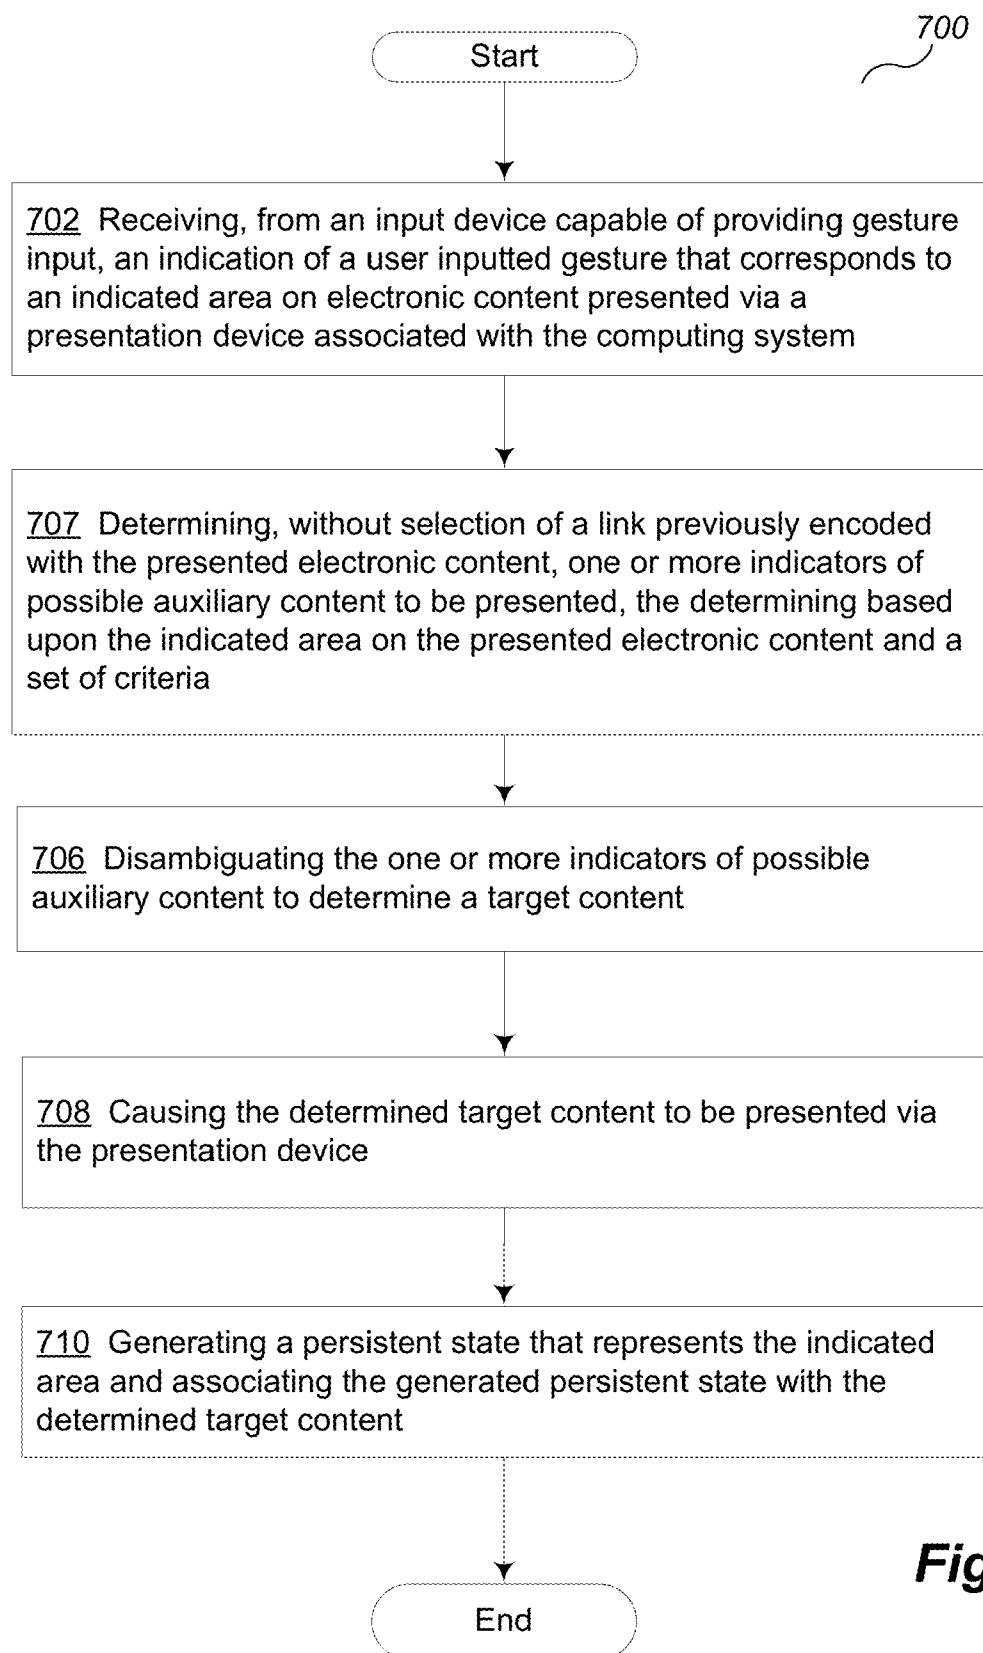 700
Start
702 Receiving, from an input device capable of providing gesture
input, an indication of a user inputted gesture that corresponds to
an indicated area on electronic content presented via a
presentation device associated with the computing system
707 Determining, without selection of a link previously encoded
with the presented electronic content, one or more indicators of
possible auxiliary content to be presented, the determining based
upon the indicated area on the presented electronic content and a
set of criteria
706 Disambiguating the one or more indicators of possible
auxiliary content to determine a target content
708 Causing the determined target content to be presented via
the presentation device
710 Generating a persistent state that represents the indicated
area and associating the generated persistent state with the
determined target content
Fig
End